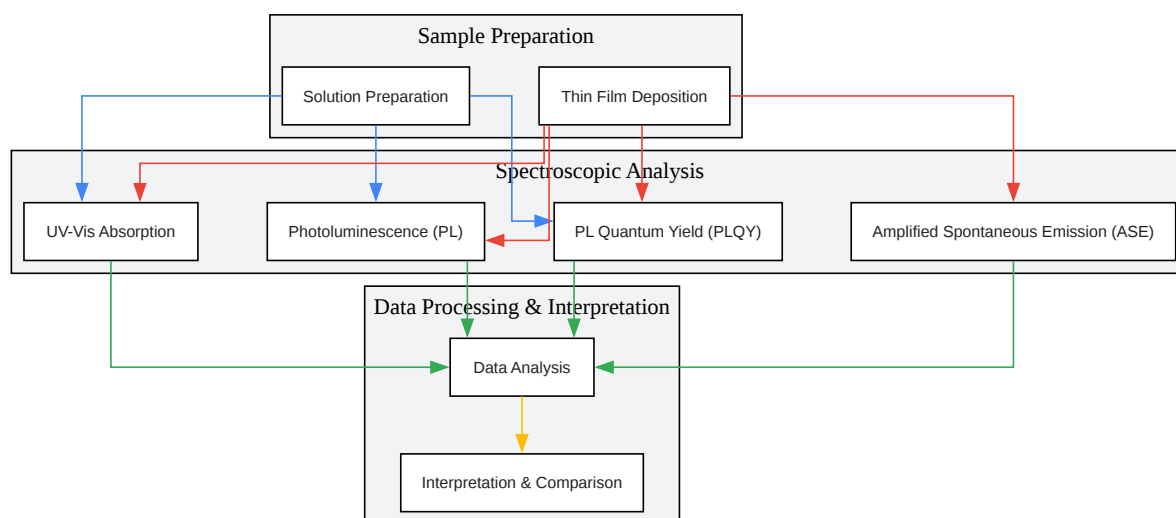 Sample Preparation
Solution Preparation
Thin Film Deposition
Spectroscopic Analysis
UV-Vis Absorption
Photoluminescence (PL)
PL Quantum Yield (PLQY)
Amplified Spontaneous Emission (ASE)
Data Processing & Interpretation
Data Analysis
Interpretation & Comparison